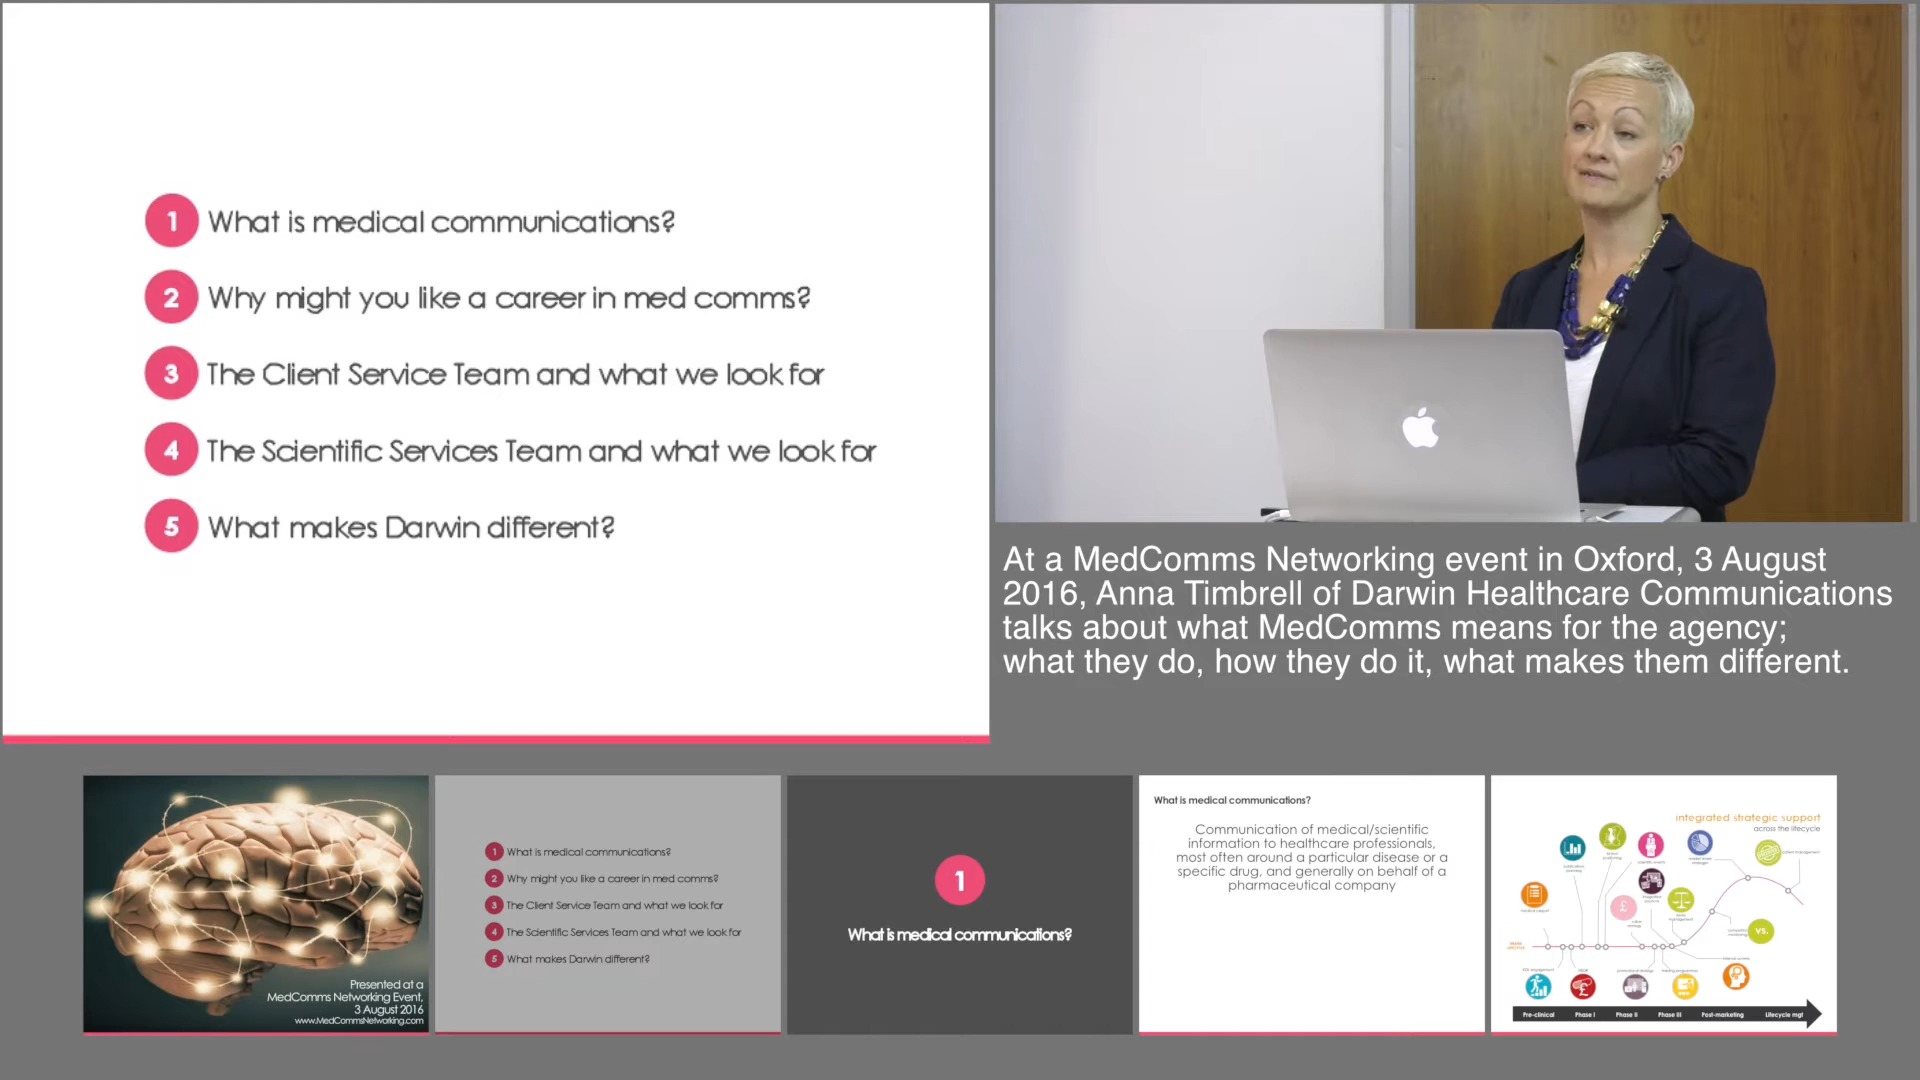 1 What is medical communications?
2 Why might you like a career in med comms?
3 The Client Service Team and what we look for
4 The Scientific Services Team and what we look for
5 What makes Darwin different?
At a MedComms Networking event in Oxford, 3 August
2016, Anna Timbrell of Darwin Healthcare Communications
talks about what MedComms means for the agency;
what they do, how they do it, what makes them different.
Presented at a
MedComms Networking Event,
3 August 2016
www.MedCommsNetworking.com
1 What is medical communications?
2 Why might you like a career in med comms?
3 The Client Service Team and what we look for
4 The Scientific Services Team and what we look for
5 What makes Darwin different?
1
What is medical communications?
What is medical communications?
Communication of medical/scientific
information to healthcare professionals,
most often around a particular disease or a
specific drug, and generally on behalf of a
pharmaceutical company
integrated strategic support
across the lifecycle
£
VS.
£
Pre-clinical Phase I Phase II Phase III Post-marketing Lifecycle mgt